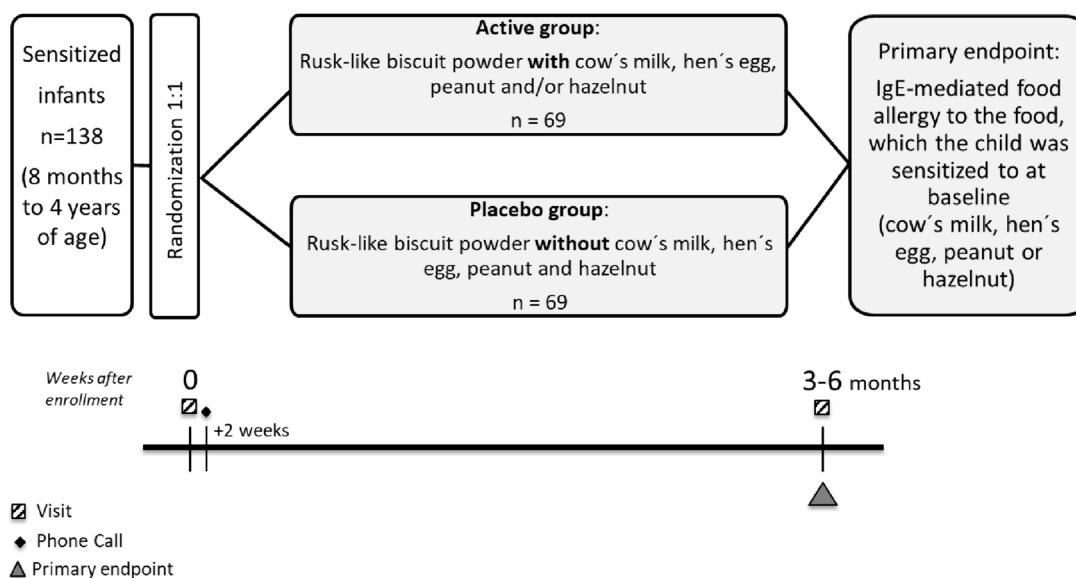 Sensitized
infants
n=138
(8 months
to 4 years
of age)
Randomization 1:1
Active group:
Rusk-like biscuit powder with cow´s milk, hen´s egg,
peanut and/or hazelnut
n = 69
Placebo group:
Rusk-like biscuit powder without cow´s milk, hen´s
egg, peanut and hazelnut
n = 69
Primary endpoint:
IgE-mediated food
allergy to the food,
which the child was
sensitized to at
baseline
(cow´s milk, hen´s
egg, peanut or
hazelnut)
Weeks after
enrollment
0
+2 weeks
3-6 months
Visit
Phone Call
Primary endpoint